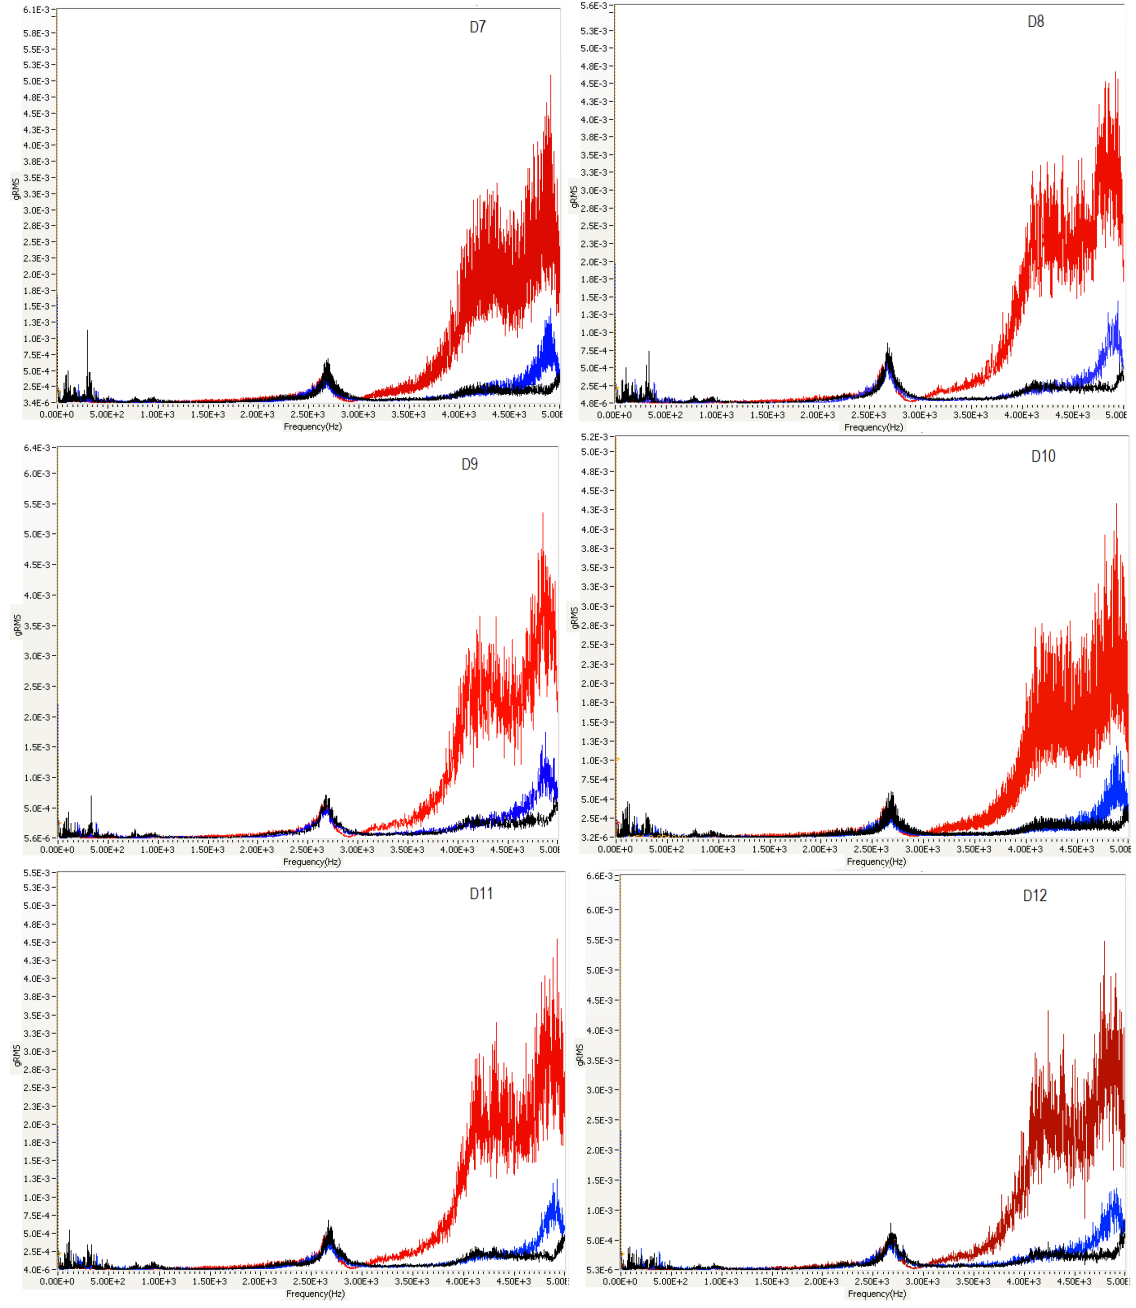 D7
6.1E-3
5.8E-3
5.5E-3
5.3E-3
5.0E-3
4.8E-3
4.5E-3
4.3E-3
4.0E-3
3.8E-3
3.5E-3
3.3E-3
3.0E-3
2.8E-3
2.5E-3
2.3E-3
2.0E-3
1.8E-3
1.5E-3
1.3E-3
1.0E-3
7.5E-4
5.0E-4
2.5E-4
3.4E-6
gRMS
0.00E+0 5.00E+2 1.00E+3 1.50E+3 2.00E+3 2.50E+3 3.00E+3 3.50E+3 4.00E+3 4.50E+3 5.00E
Frequency(Hz)
D8
5.6E-3
5.3E-3
5.0E-3
4.8E-3
4.5E-3
4.3E-3
4.0E-3
3.8E-3
3.5E-3
3.3E-3
3.0E-3
2.8E-3
2.5E-3
2.3E-3
2.0E-3
1.8E-3
1.5E-3
1.3E-3
1.0E-3
7.5E-4
5.0E-4
2.5E-4
4.8E-6
gRMS
0.00E+0 5.00E+2 1.00E+3 1.50E+3 2.00E+3 2.50E+3 3.00E+3 3.50E+3 4.00E+3 4.50E+3 5.00E
Frequency(Hz)
D9
6.4E-3
6.0E-3
5.5E-3
5.0E-3
4.5E-3
4.0E-3
3.5E-3
3.0E-3
2.5E-3
2.0E-3
1.5E-3
1.0E-3
5.0E-4
5.6E-6
gRMS
0.00E+0 5.00E+2 1.00E+3 1.50E+3 2.00E+3 2.50E+3 3.00E+3 3.50E+3 4.00E+3 4.50E+3 5.00
Frequency(Hz)
D10
5.2E-3
5.0E-3
4.8E-3
4.5E-3
4.3E-3
4.0E-3
3.8E-3
3.5E-3
3.3E-3
3.0E-3
2.8E-3
2.5E-3
2.3E-3
2.0E-3
1.8E-3
1.5E-3
1.3E-3
1.0E-3
7.5E-4
5.0E-4
2.5E-4
3.2E-6
gRMS
0.00E+0 5.00E+2 1.00E+3 1.50E+3 2.00E+3 2.50E+3 3.00E+3 3.50E+3 4.00E+3 4.50E+3 5.00E
Frequency(Hz)
D11
5.5E-3
5.3E-3
5.0E-3
4.8E-3
4.5E-3
4.3E-3
4.0E-3
3.8E-3
3.5E-3
3.3E-3
3.0E-3
2.8E-3
2.5E-3
2.3E-3
2.0E-3
1.8E-3
1.5E-3
1.3E-3
1.0E-3
7.5E-4
5.0E-4
2.5E-4
4.0E-6
gRMS
0.00E+0 5.00E+2 1.00E+3 1.50E+3 2.00E+3 2.50E+3 3.00E+3 3.50E+3 4.00E+3 4.50E+3 5.00E
Frequency(Hz)
D12
6.6E-3
6.0E-3
5.5E-3
5.0E-3
4.5E-3
4.0E-3
3.5E-3
3.0E-3
2.5E-3
2.0E-3
1.5E-3
1.0E-3
5.0E-4
5.3E-6
gRMS
0.00E+0 5.00E+2 1.00E+3 1.50E+3 2.00E+3 2.50E+3 3.00E+3 3.50E+3 4.00E+3 4.50E+3 5.00E
Frequency(Hz)